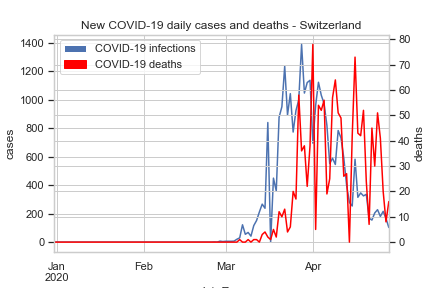 New COVID-19 daily cases and deaths - Switzerland
COVID-19 infections
COVID-19 deaths
1400
1200
1000
800
600
400
200
0
cases
80
70
60
50
40
30
20
10
0
deaths
Jan
2020
Feb
Mar
Apr